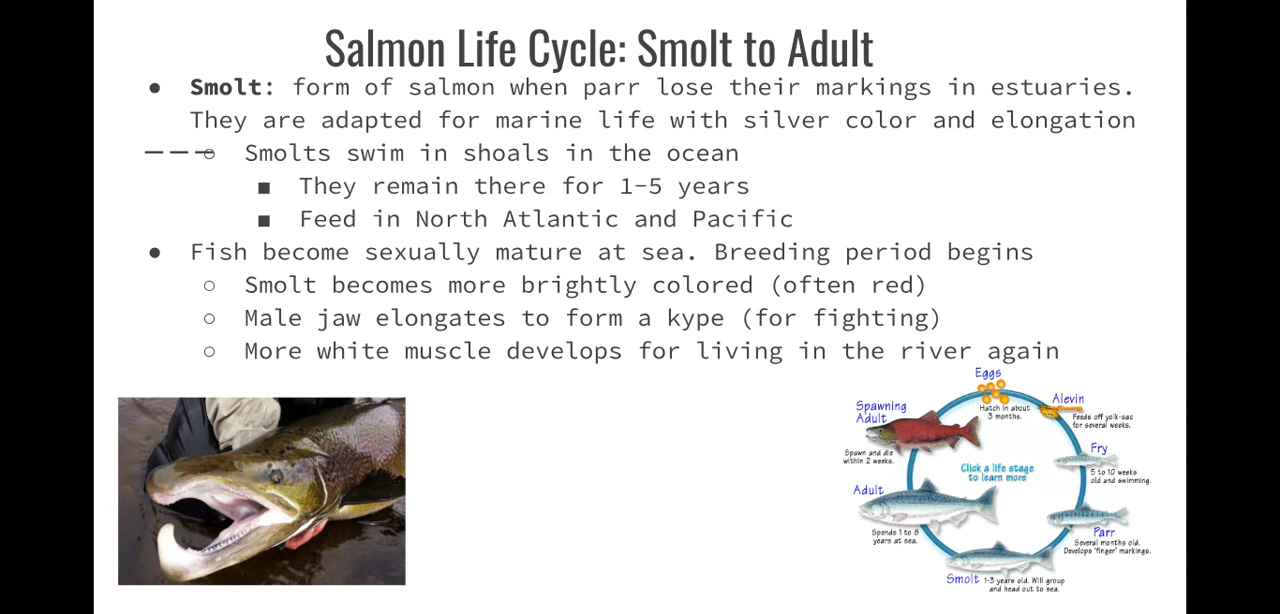 Salmon Life Cycle: Smolt to Adult
● Smolt: form of salmon when parr lose their markings in estuaries.
They are adapted for marine life with silver color and elongation
○ Smolts swim in shoals in the ocean
■ They remain there for 1-5 years
■ Feed in North Atlantic and Pacific
● Fish become sexually mature at sea. Breeding period begins
○ Smolt becomes more brightly colored (often red)
○ Male jaw elongates to form a kype (for fighting)
○ More white muscle develops for living in the river again
Eggs
Hatch in about
3 months.
Alevin
Feeds off yolk-sac
for several weeks.
Fry
5 to 10 weeks
old and swimming.
Parr
Several months old.
Develops 'finger' markings.
Smolt 1-3 years old. Will group
and head out to sea.
Adult
Spends 1 to 8
years at sea.
Spawning
Adult
Spawn and die
within 2 weeks.
Click a life stage
to learn more